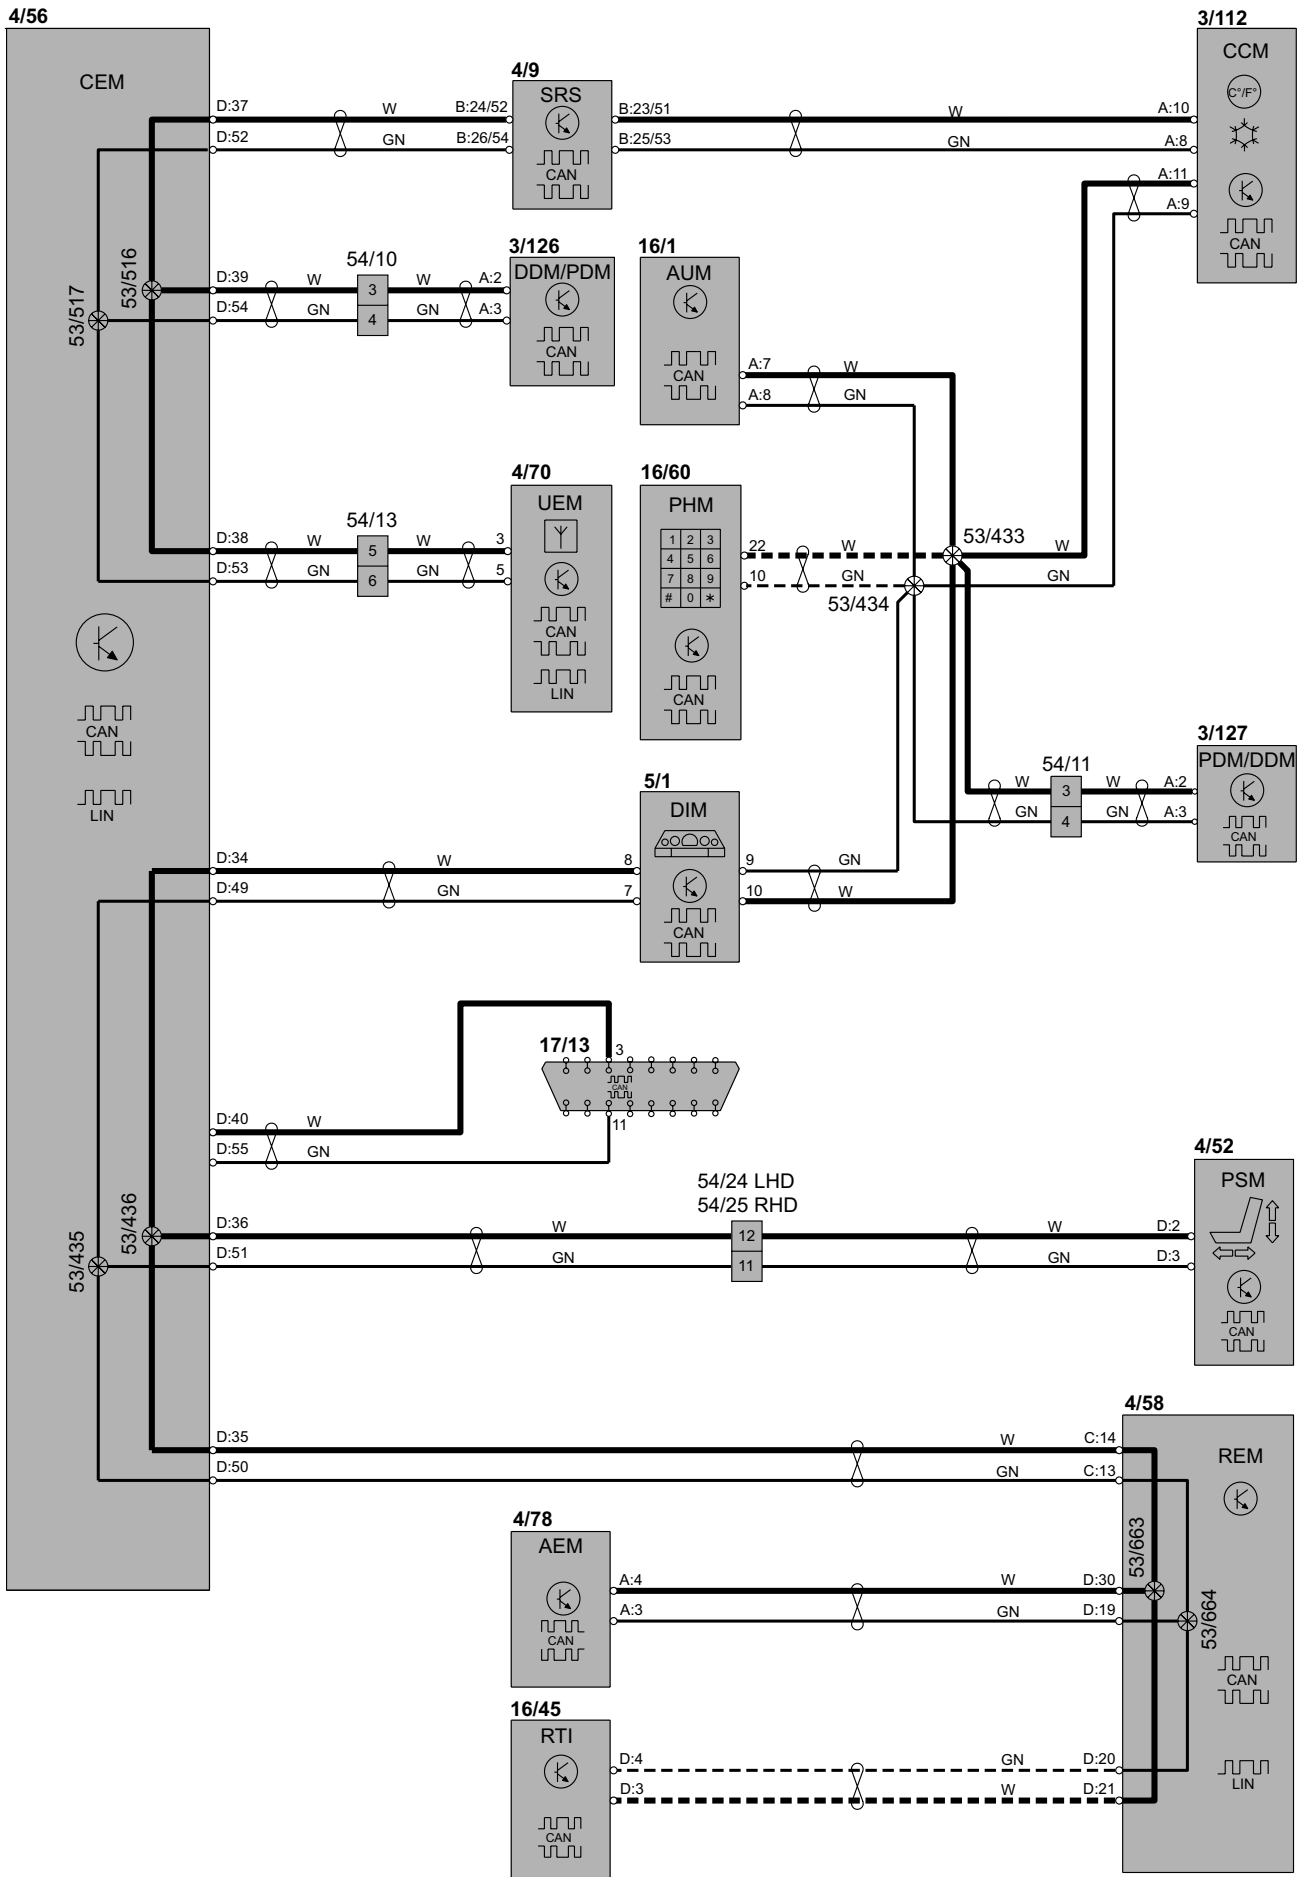 4/56
3/112
CEM
CCM
4/9
SRS
C°/F°
D:37
W
B:24/52
B:23/51
W
A:10
D:52
GN
B:26/54
B:25/53
GN
A:8
CAN
A:11
A:9
CAN
53/516
53/517
54/10
3/126
16/1
DDM/PDM
AUM
D:39
W
3
W
A:2
D:54
GN
4
GN
A:3
CAN
CAN
A:7
W
A:8
GN
4/70
16/60
54/13
UEM
PHM
D:38
W
5
W
3
D:53
GN
6
GN
5
1 2 3
4 5 6
7 8 9
# 0 *
22
W
53/433
W
10
GN
53/434
GN
CAN
LIN
CAN
CAN
LIN
3/127
54/11
PDM/DDM
5/1
DIM
W
3
W
A:2
GN
4
GN
A:3
CAN
D:34
W
8
9
GN
D:49
GN
7
10
W
CAN
17/13
3
CAN
11
D:40
W
D:55
GN
4/52
54/24 LHD
54/25 RHD
PSM
53/436
53/435
D:36
W
12
W
D:2
D:51
GN
11
GN
D:3
CAN
4/58
D:35
W
C:14
REM
D:50
GN
C:13
4/78
AEM
53/663
A:4
W
D:30
A:3
GN
D:19
53/664
CAN
CAN
16/45
RTI
D:4
GN
D:20
D:3
W
D:21
LIN
CAN